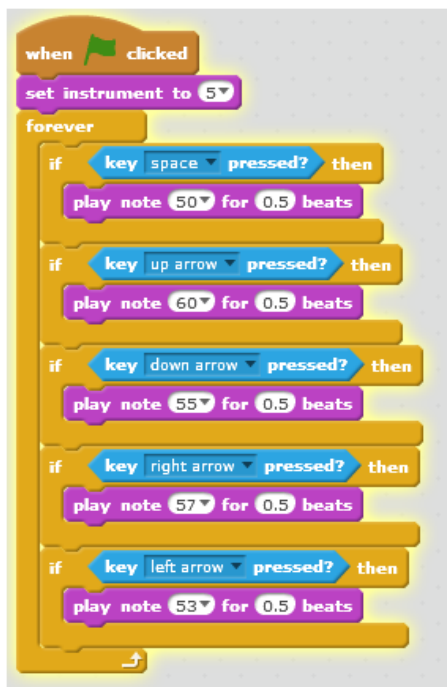 when clicked
set instrument to 5
forever
if key space pressed? then
play note 50 for 0.5 beats
if key up arrow pressed? then
play note 60 for 0.5 beats
if key down arrow pressed? then
play note 55 for 0.5 beats
if key right arrow pressed? then
play note 57 for 0.5 beats
if key left arrow pressed? then
play note 53 for 0.5 beats